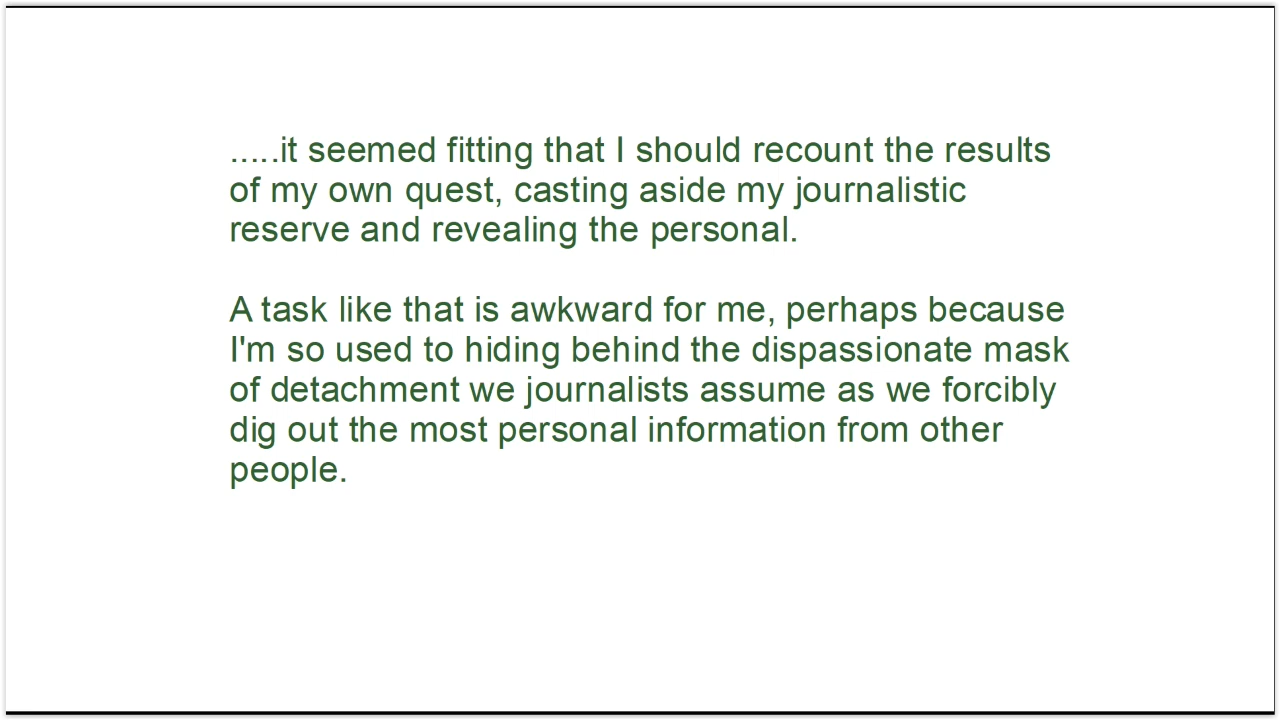 .....it seemed fitting that I should recount the results
of my own quest, casting aside my journalistic
reserve and revealing the personal.
A task like that is awkward for me, perhaps because
I'm so used to hiding behind the dispassionate mask
of detachment we journalists assume as we forcibly
dig out the most personal information from other
people.